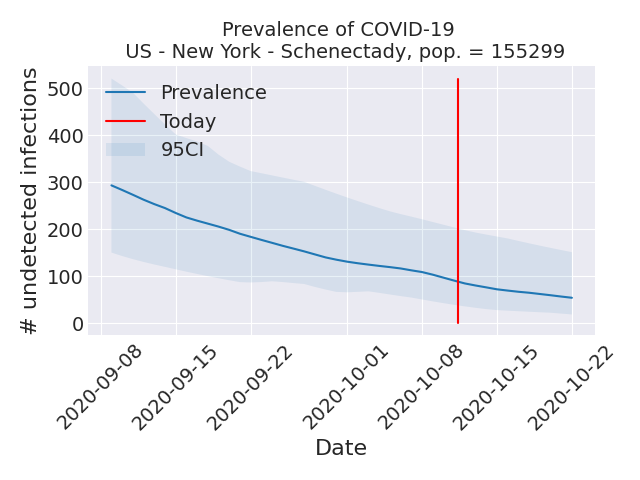 Prevalence of COVID-19
US - New York - Schenectady, pop. = 155299
# undetected infections
500
400
300
200
100
0
Prevalence
Today
95CI
2020-09-08
2020-09-15
2020-09-22
2020-10-01
2020-10-08
2020-10-15
2020-10-22
Date